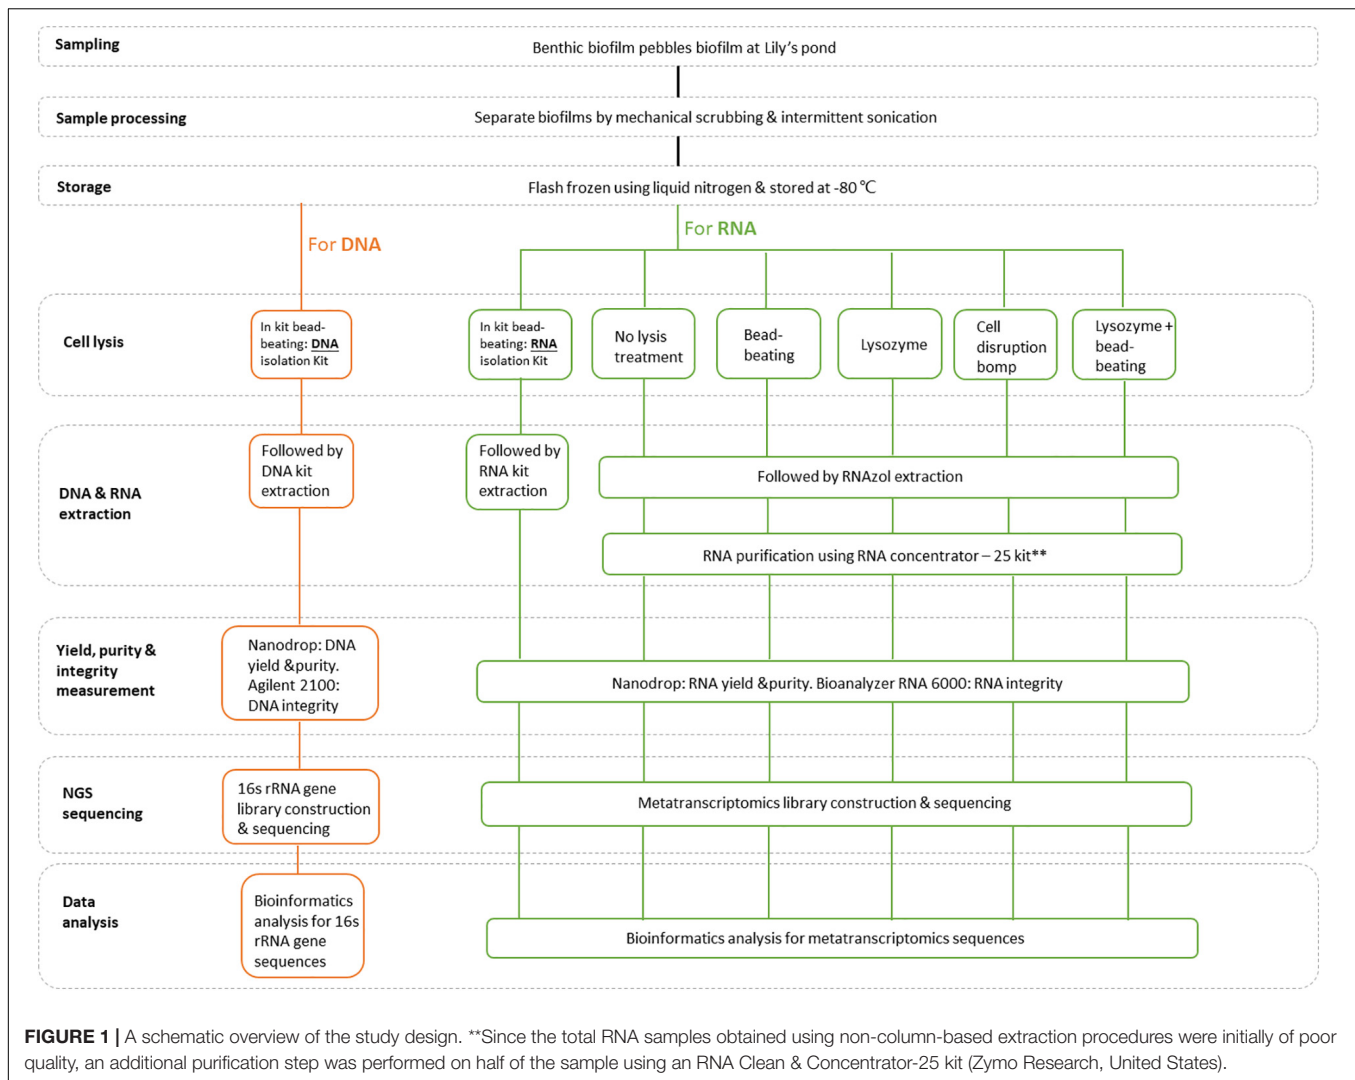 Sampling
Benthic biofilm pebbles biofilm at Lily's pond
Sample processing
Separate biofilms by mechanical scrubbing & intermittent sonication
Storage
Flash frozen using liquid nitrogen & stored at -80 ℃
For DNA
For RNA
Cell lysis
In kit bead-
beating: DNA
isolation Kit
In kit bead-
beating: RNA
isolation Kit
No lysis
treatment
Bead-
beating
Lysozyme
Cell
disruption
bomp
Lysozyme +
bead-
beating
DNA & RNA
extraction
Followed by
DNA kit
extraction
Followed by
RNA kit
extraction
Followed by RNAzol extraction
RNA purification using RNA concentrator – 25 kit**
Yield, purity &
integrity
measurement
Nanodrop: DNA
yield &purity.
Agilent 2100:
DNA integrity
Nanodrop: RNA yield &purity. Bioanalyzer RNA 6000: RNA integrity
NGS
sequencing
16s rRNA gene
library construction
& sequencing
Metatranscriptomics library construction & sequencing
Data
analysis
Bioinformatics
analysis for 16s
rRNA gene
sequences
Bioinformatics analysis for metatranscriptomics sequences
FIGURE 1 | A schematic overview of the study design. **Since the total RNA samples obtained using non-column-based extraction procedures were initially of poor
quality, an additional purification step was performed on half of the sample using an RNA Clean & Concentrator-25 kit (Zymo Research, United States).